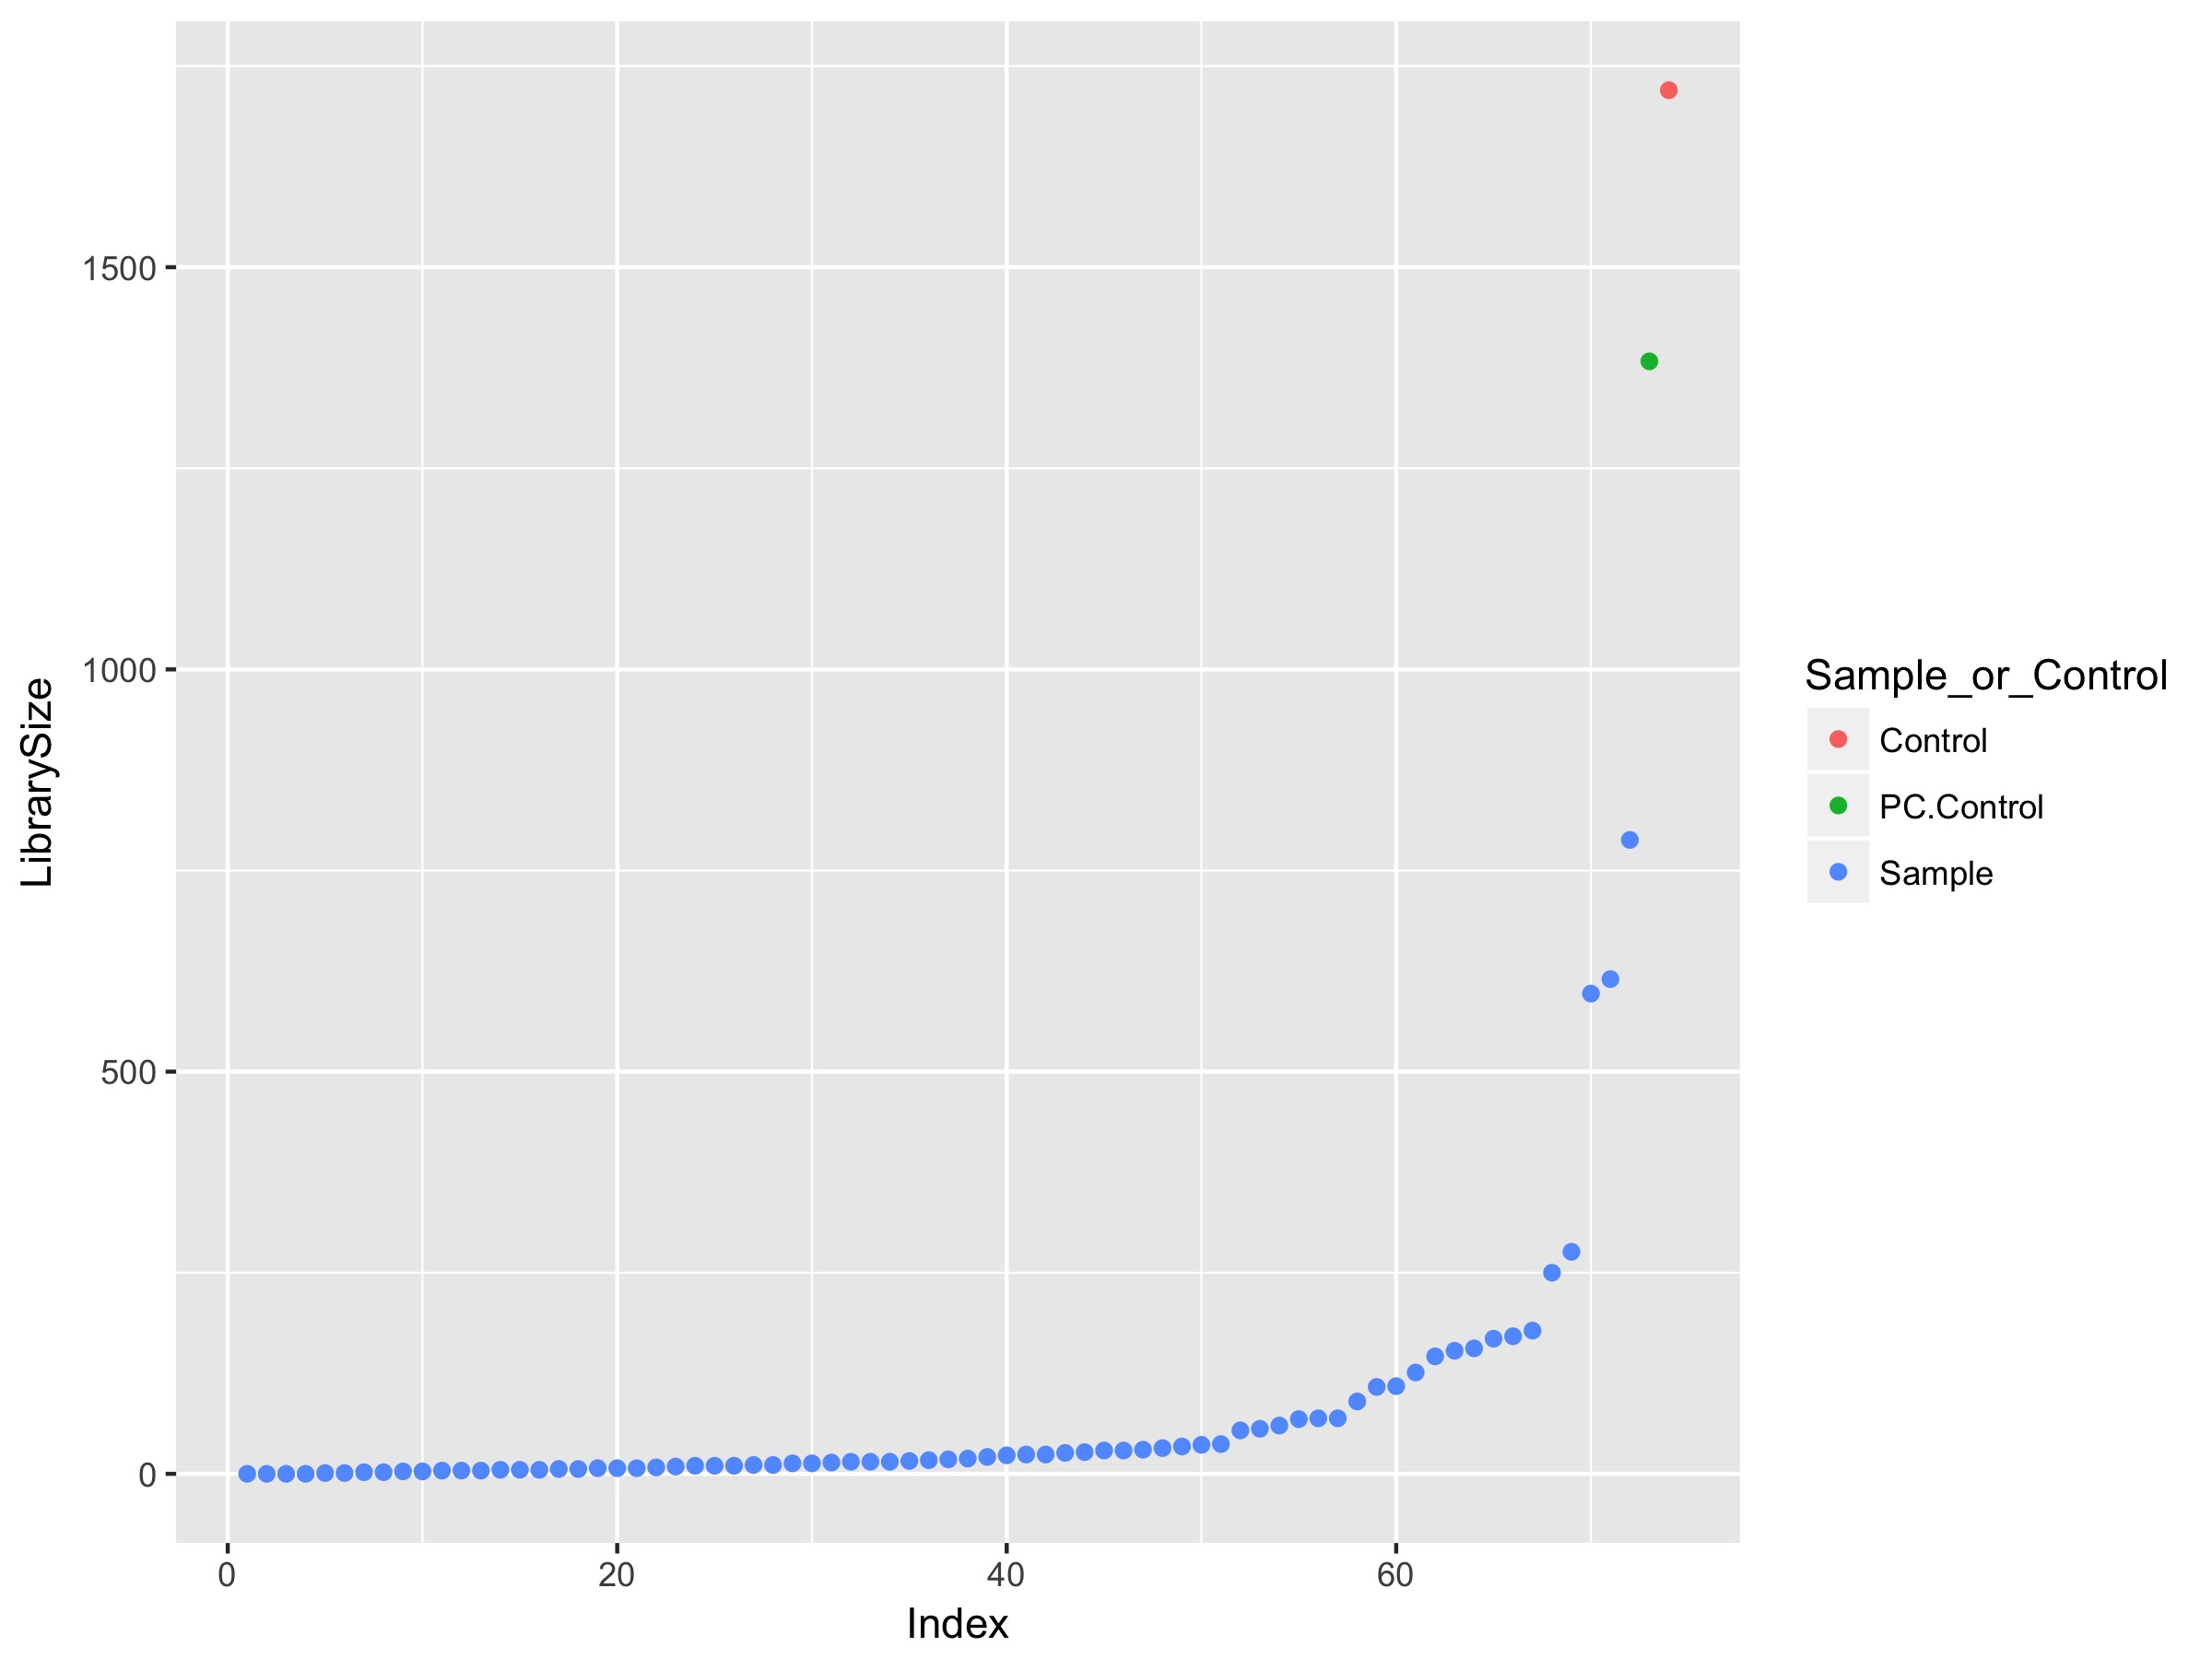 LibrarySize
1500
1000
500
0
0 20 40 60
Index
Sample_or_Control
Control
PC.Control
Sample